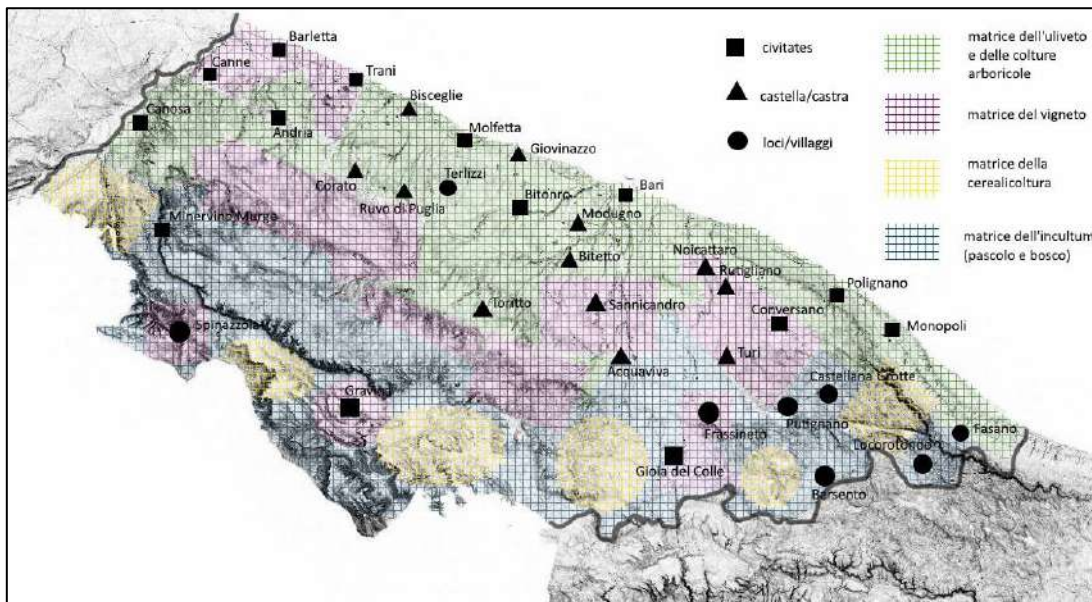 Barletta
Canne
Trani
Canosa
Andria
Bisceglie
Molfetta
Giovinazzo
Corato
Terlizzi
Ruvo di Puglia
Bitonro
Bari
Modugno
Bitetto
Minervino Murge
Noicattaro
Rutigliano
Polignano
Toritto
Sannicandro
Conversano
Monopoli
Spinazzola
Acquaviva
Turi
Castellana Grotte
Gravina
Frassineto
Putignano
Fasano
Locorotondo
Gioia del Colle
Barsento
civitates
castella/castra
loci/villaggi
matrice dell'uliveto
e delle colture
arboricole
matrice del vigneto
matrice della
cerealicoltura
matrice dell'incultum
(pascolo e bosco)